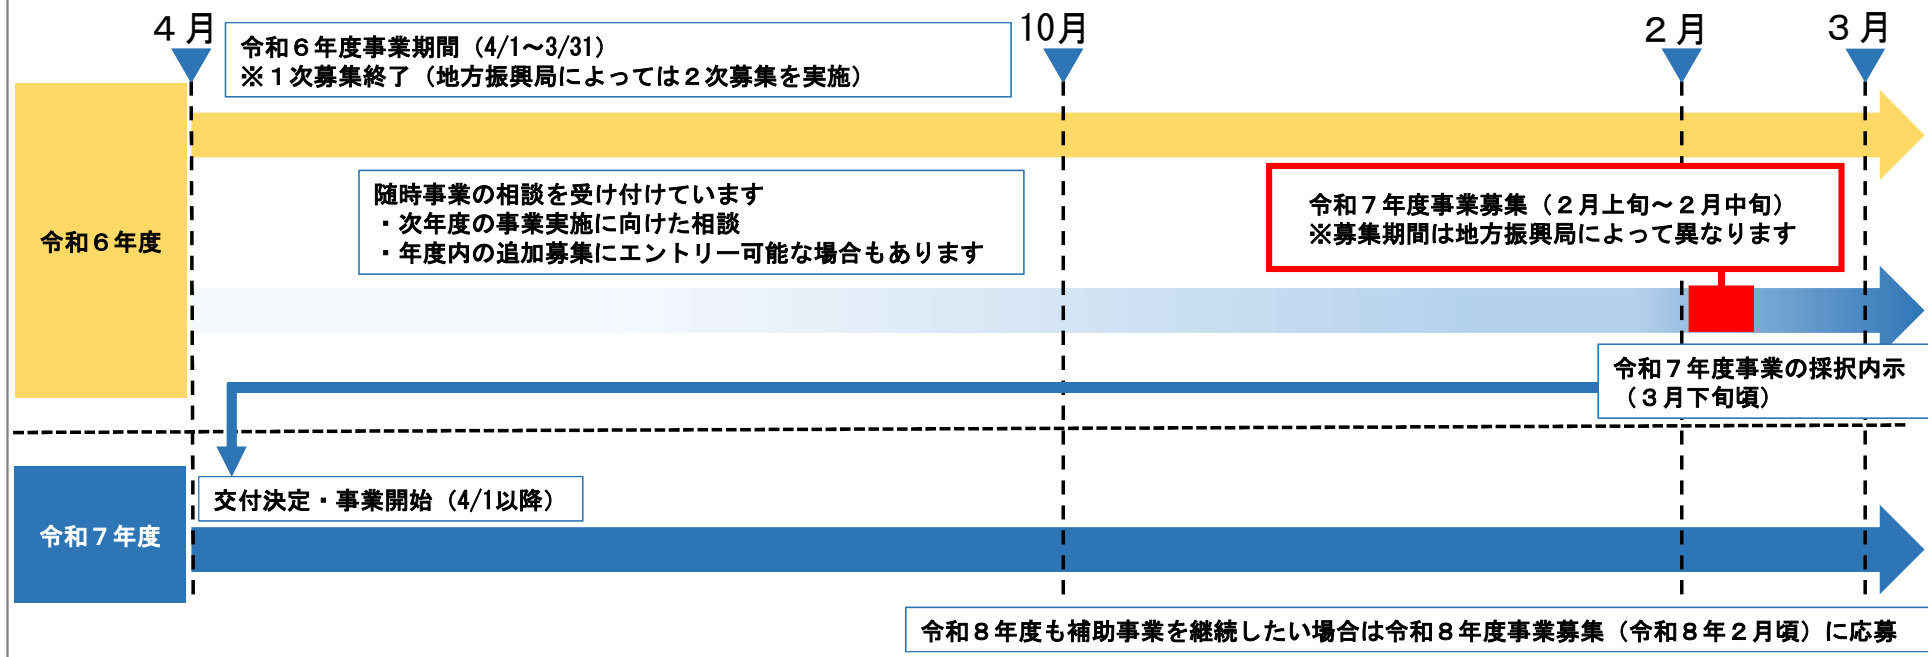 ４月
10月
２月
３月
令和６年度事業期間（4/1～3/31）
※１次募集終了（地方振興局によっては２次募集を実施）
令和６年度
随時事業の相談を受け付けています
・次年度の事業実施に向けた相談
・年度内の追加募集にエントリー可能な場合もあります
令和７年度事業募集（２月上旬～２月中旬）
※募集期間は地方振興局によって異なります
令和７年度事業の採択内示
（３月下旬頃）
令和７年度
交付決定・事業開始（4/1以降）
令和８年度も補助事業を継続したい場合は令和８年度事業募集（令和８年２月頃）に応募